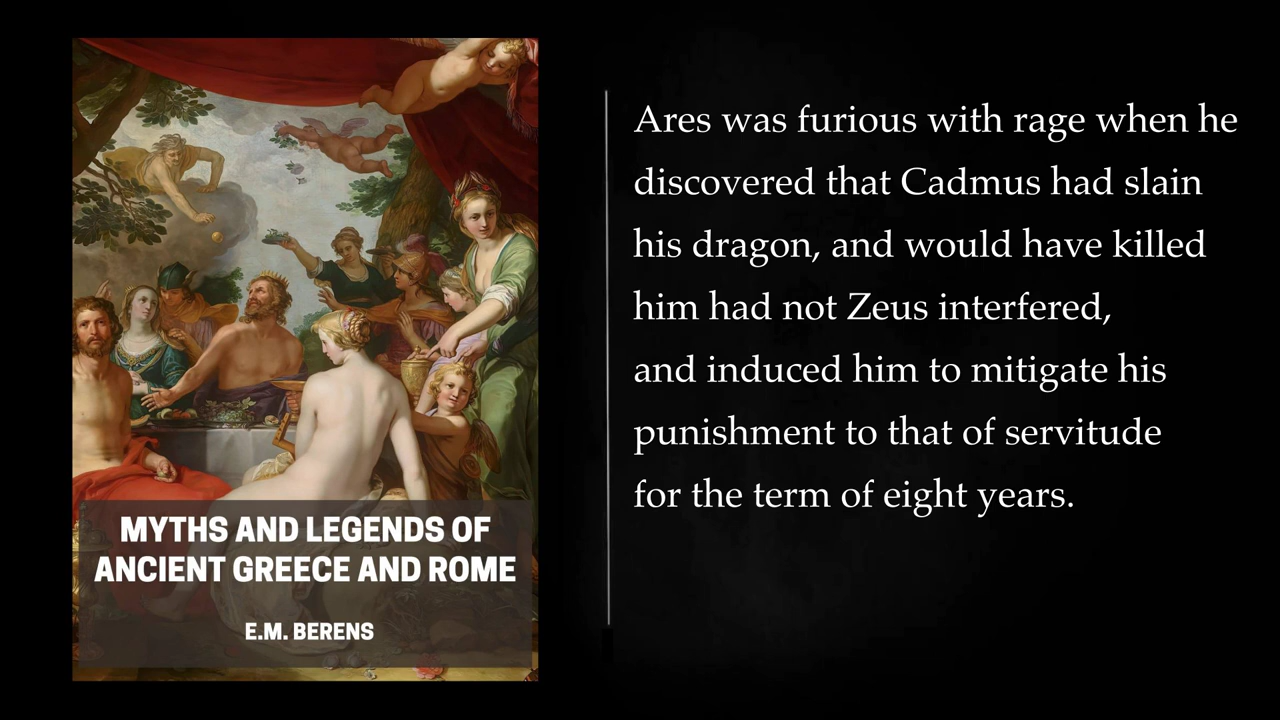 MYTHS AND LEGENDS OF
ANCIENT GREECE AND ROME
E.M. BERENS
Ares was furious with rage when he
discovered that Cadmus had slain
his dragon, and would have killed
him had not Zeus interfered,
and induced him to mitigate his
punishment to that of servitude
for the term of eight years.